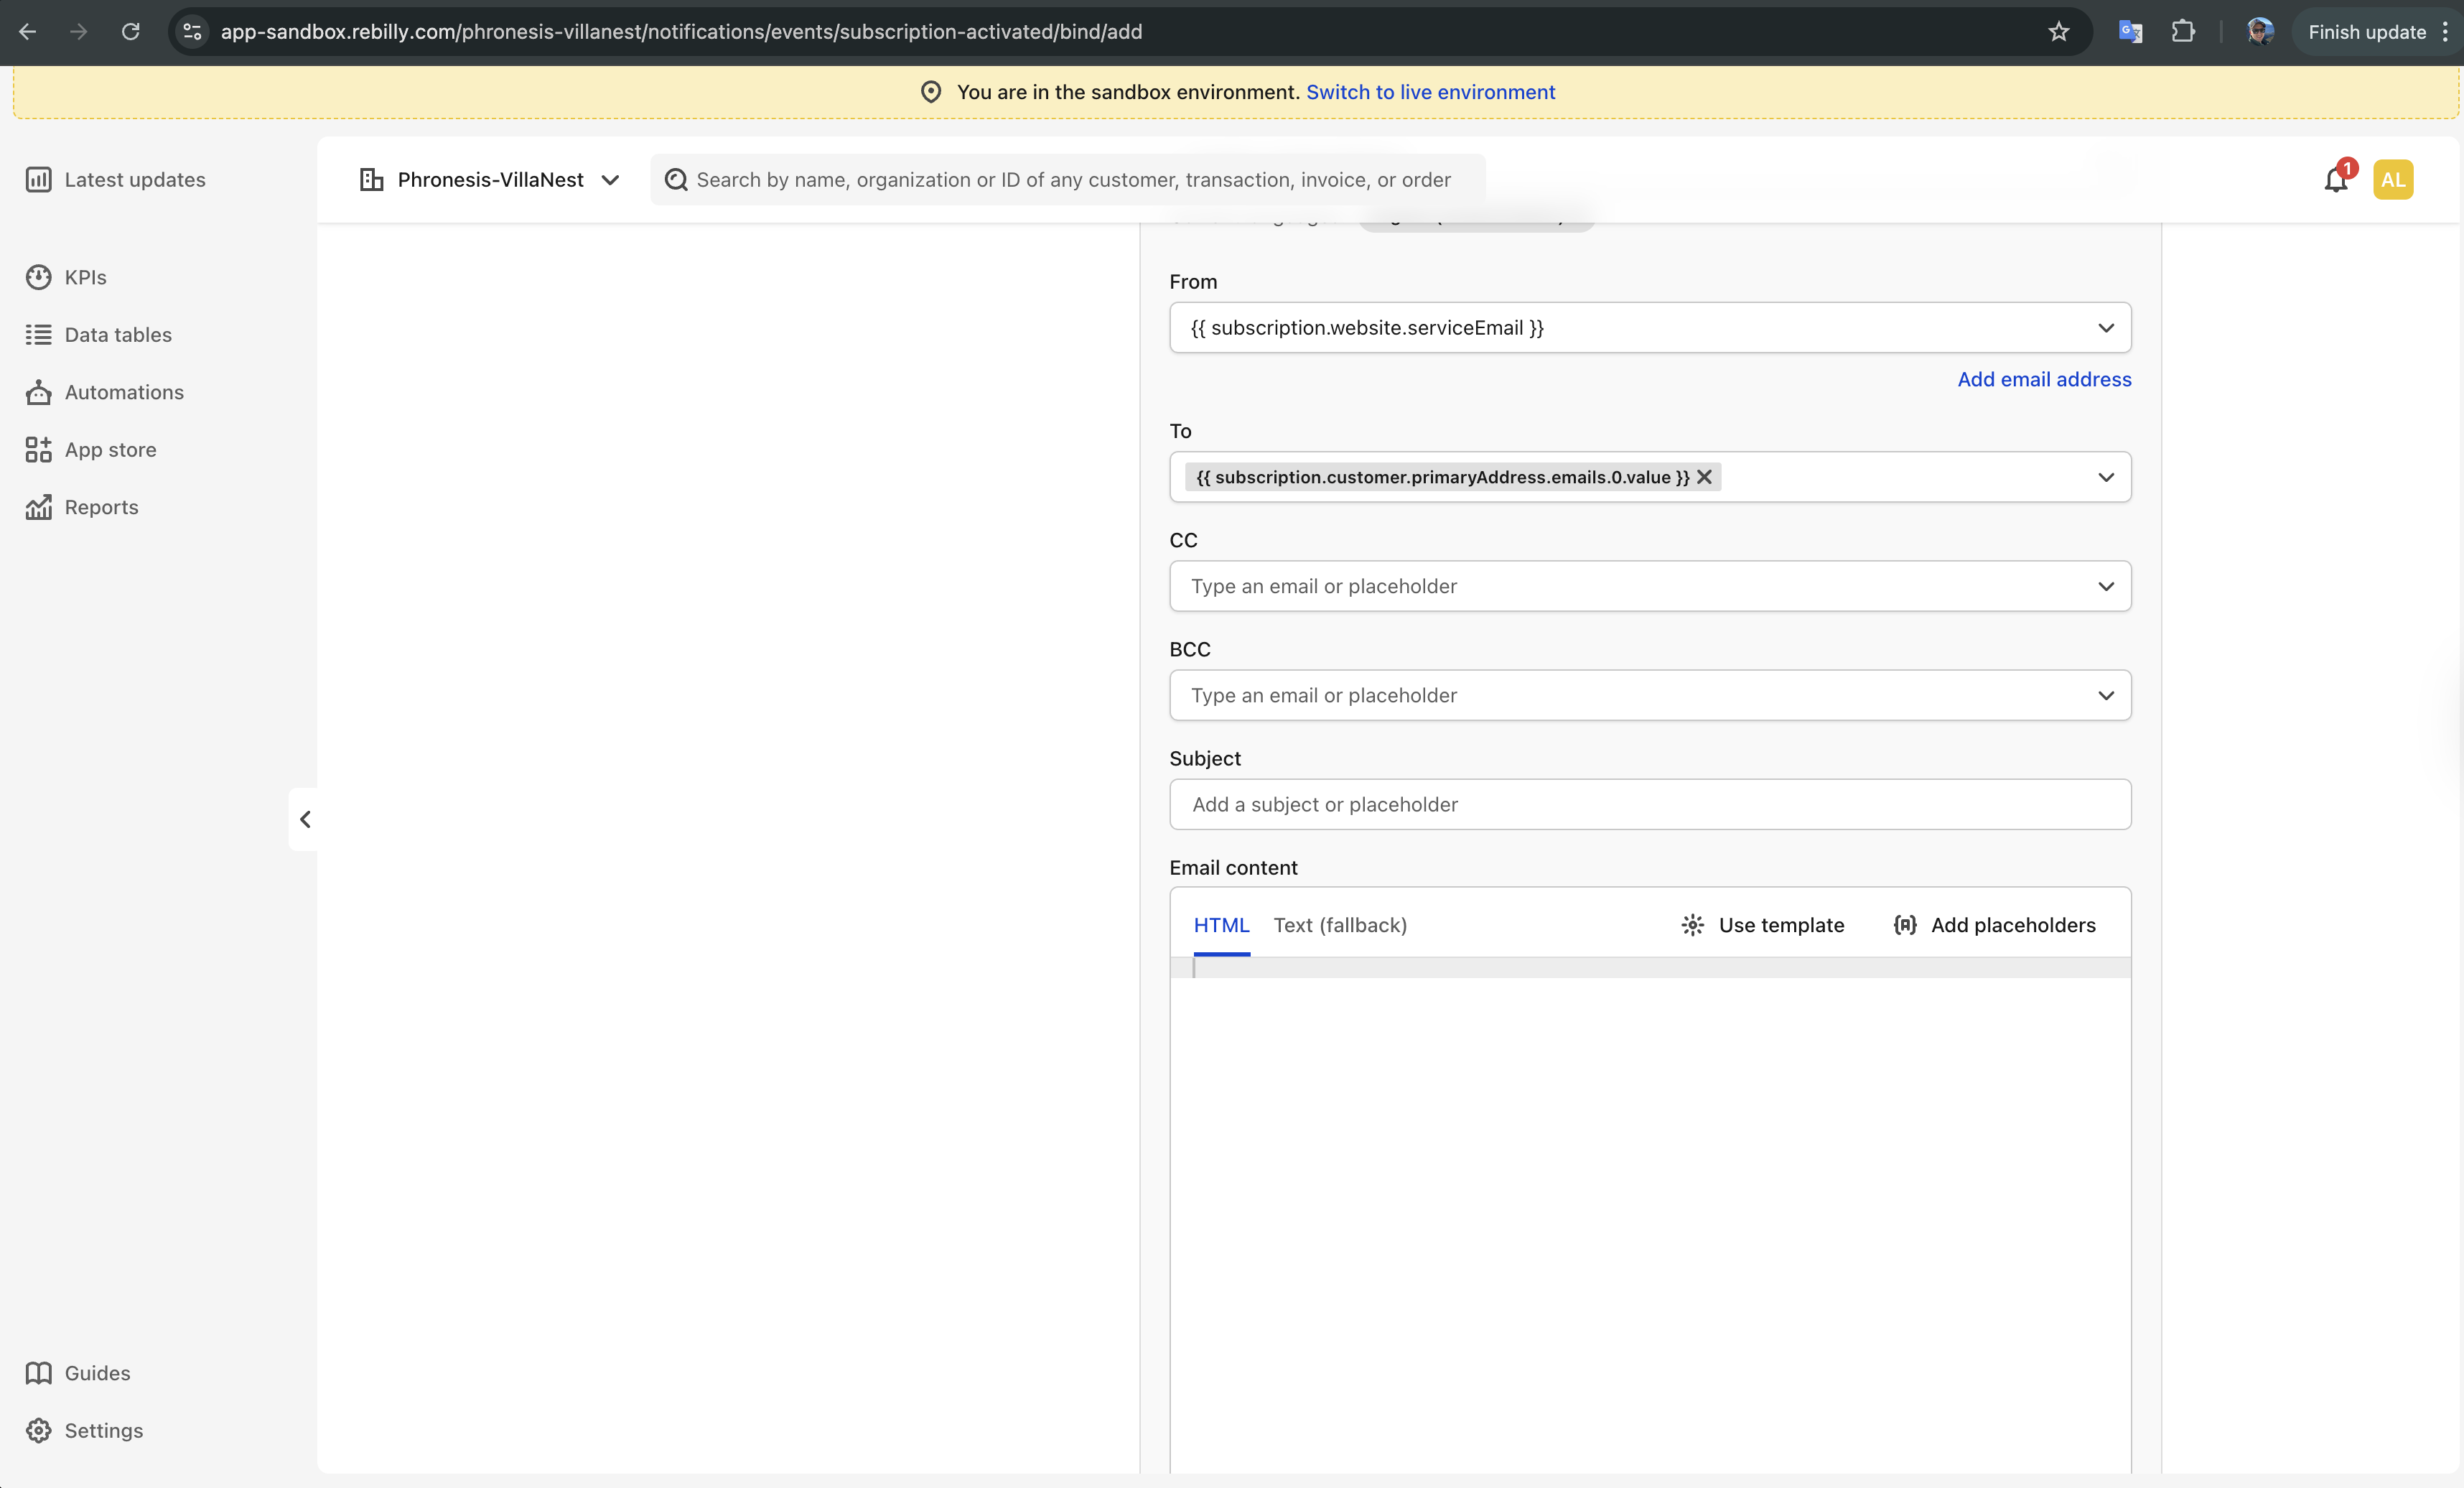 app-sandbox.rebilly.com/phronesis-villanest/notifications/events/subscription-activated/bind/add
Finish update
You are in the sandbox environment. Switch to live environment
Latest updates
Phronesis-VillaNest
Search by name, organization or ID of any customer, transaction, invoice, or order
1
AL
KPIs
Data tables
Automations
App store
Reports
From
{{ subscription.website.serviceEmail }}
Add email address
To
{{ subscription.customer.primaryAddress.emails.0.value }}
CC
Type an email or placeholder
BCC
Type an email or placeholder
Subject
Add a subject or placeholder
Email content
HTML
Text (fallback)
Use template
Add placeholders
Guides
Settings